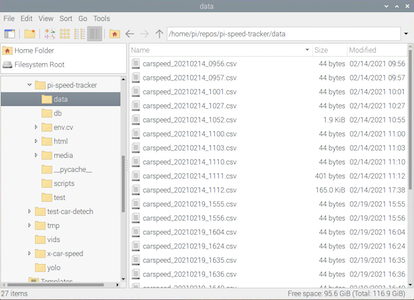 data
File Edit View Sort Go Tools
/home/pi/repos/pi-speed-tracker/data
Home Folder
Filesystem Root
pi-speed-tracker
data
db
env.cv
html
media
__pycache__
scripts
test
test-car-detech
tmp
vids
x-car-speed
yolo
Templates
Name Size Modified
carspeed_20210214_0956.csv 44 bytes 02/14/2021 09:56
carspeed_20210214_0957.csv 44 bytes 02/14/2021 09:57
carspeed_20210214_1001.csv 44 bytes 02/14/2021 10:01
carspeed_20210214_1027.csv 44 bytes 02/14/2021 10:27
carspeed_20210214_1052.csv 1.9 KiB 02/14/2021 10:55
carspeed_20210214_1100.csv 44 bytes 02/14/2021 11:00
carspeed_20210214_1103.csv 44 bytes 02/14/2021 11:03
carspeed_20210214_1110.csv 44 bytes 02/14/2021 11:10
carspeed_20210214_1111.csv 401 bytes 02/14/2021 11:12
carspeed_20210214_1112.csv 165.0 KiB 02/14/2021 17:38
carspeed_20210219_1555.csv 44 bytes 02/19/2021 15:55
carspeed_20210219_1556.csv 44 bytes 02/19/2021 15:56
carspeed_20210219_1604.csv 44 bytes 02/19/2021 16:04
carspeed_20210219_1624.csv 44 bytes 02/19/2021 16:24
carspeed_20210219_1635.csv 44 bytes 02/19/2021 16:35
carspeed_20210219_1636.csv 44 bytes 02/19/2021 16:36
27 items
Free space: 95.6 GiB (Total: 116.9 GiB)